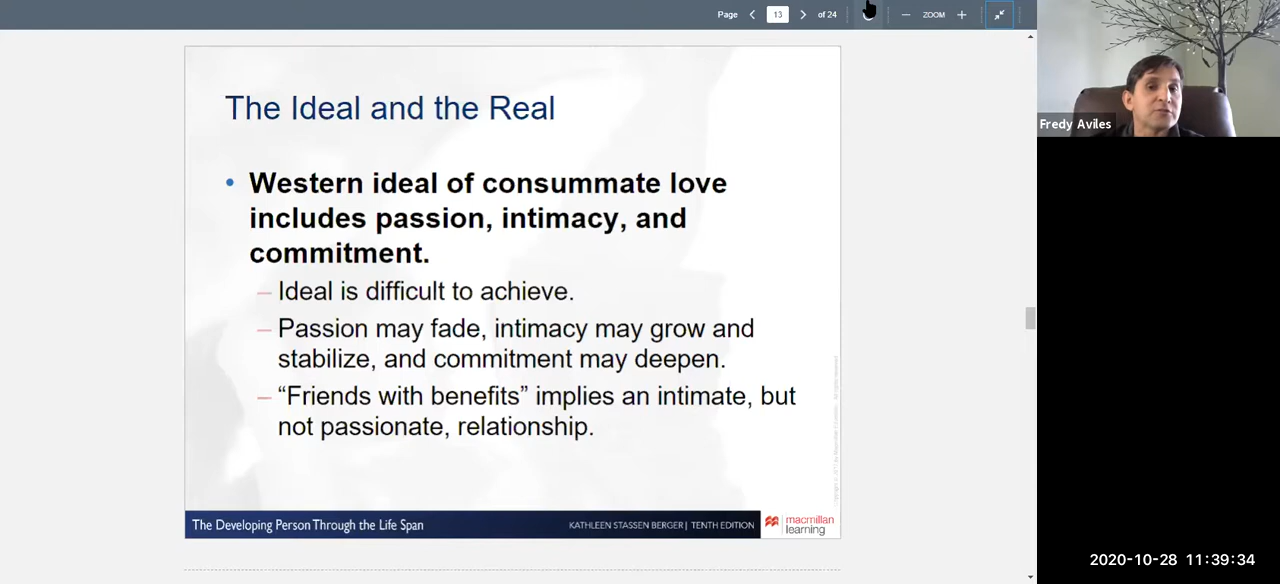 Page 13 of 24 ZOOM
The Ideal and the Real
Western ideal of consummate love
includes passion, intimacy, and
commitment.
Ideal is difficult to achieve.
Passion may fade, intimacy may grow and
stabilize, and commitment may deepen.
“Friends with benefits” implies an intimate, but
not passionate, relationship.
The Developing Person Through the Life Span
KATHLEEN STASSEN BERGER | TENTH EDITION
macmillan
learning
Fredy Aviles
2020-10-28 11:39:34